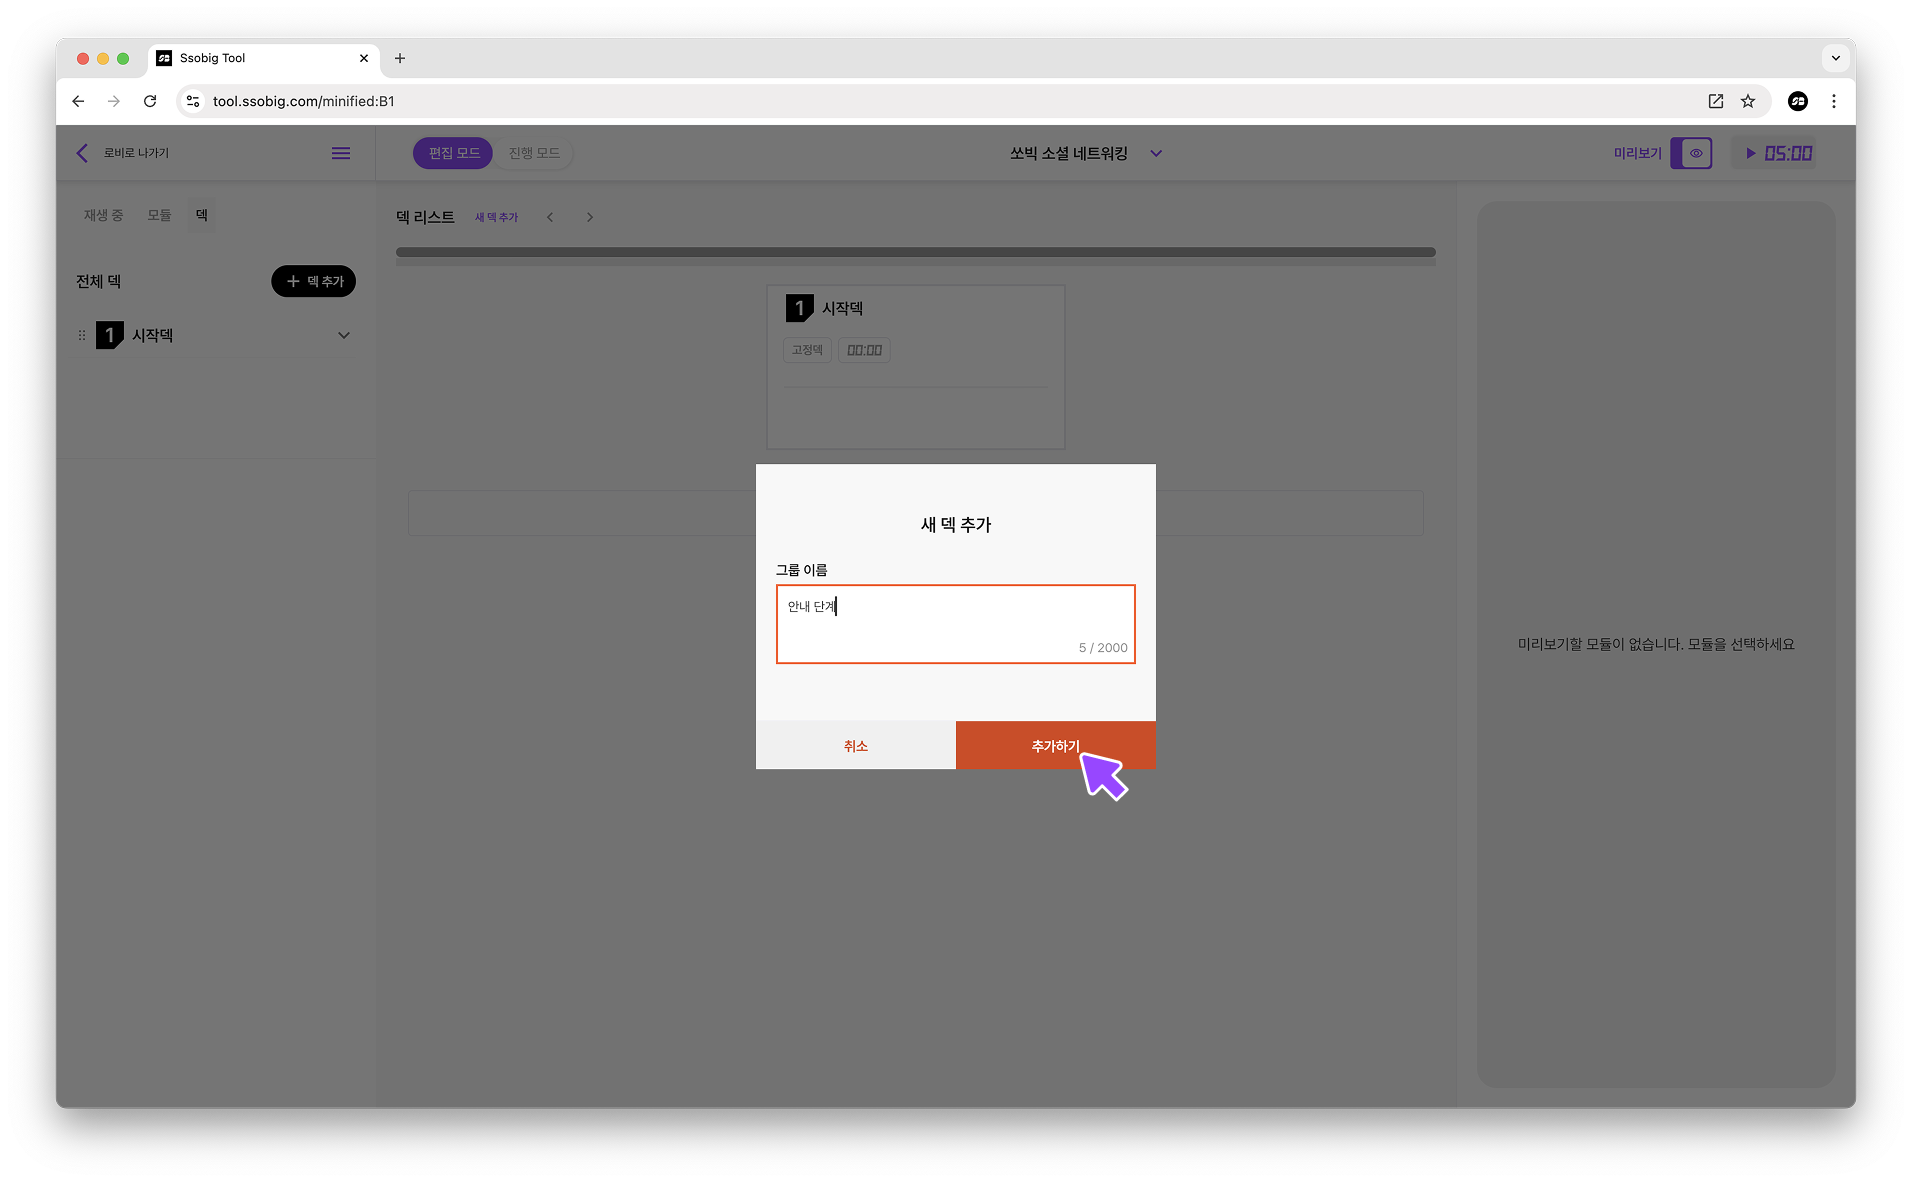 Ssobig Tool
tool.ssobig.com/minified:B1
로비로 나가기
편집 모드
진행 모드
쏘빅 소셜 네트워킹
미리보기
05:00
재생 중
모듈
덱
덱 리스트
새 덱 추가
전체 덱
덱 추가
1 시작덱
1 시작덱
고정덱
00:00
새 덱 추가
그룹 이름
안내 단계
5 / 2000
취소
추가하기
미리보기할 모듈이 없습니다. 모듈을 선택하세요